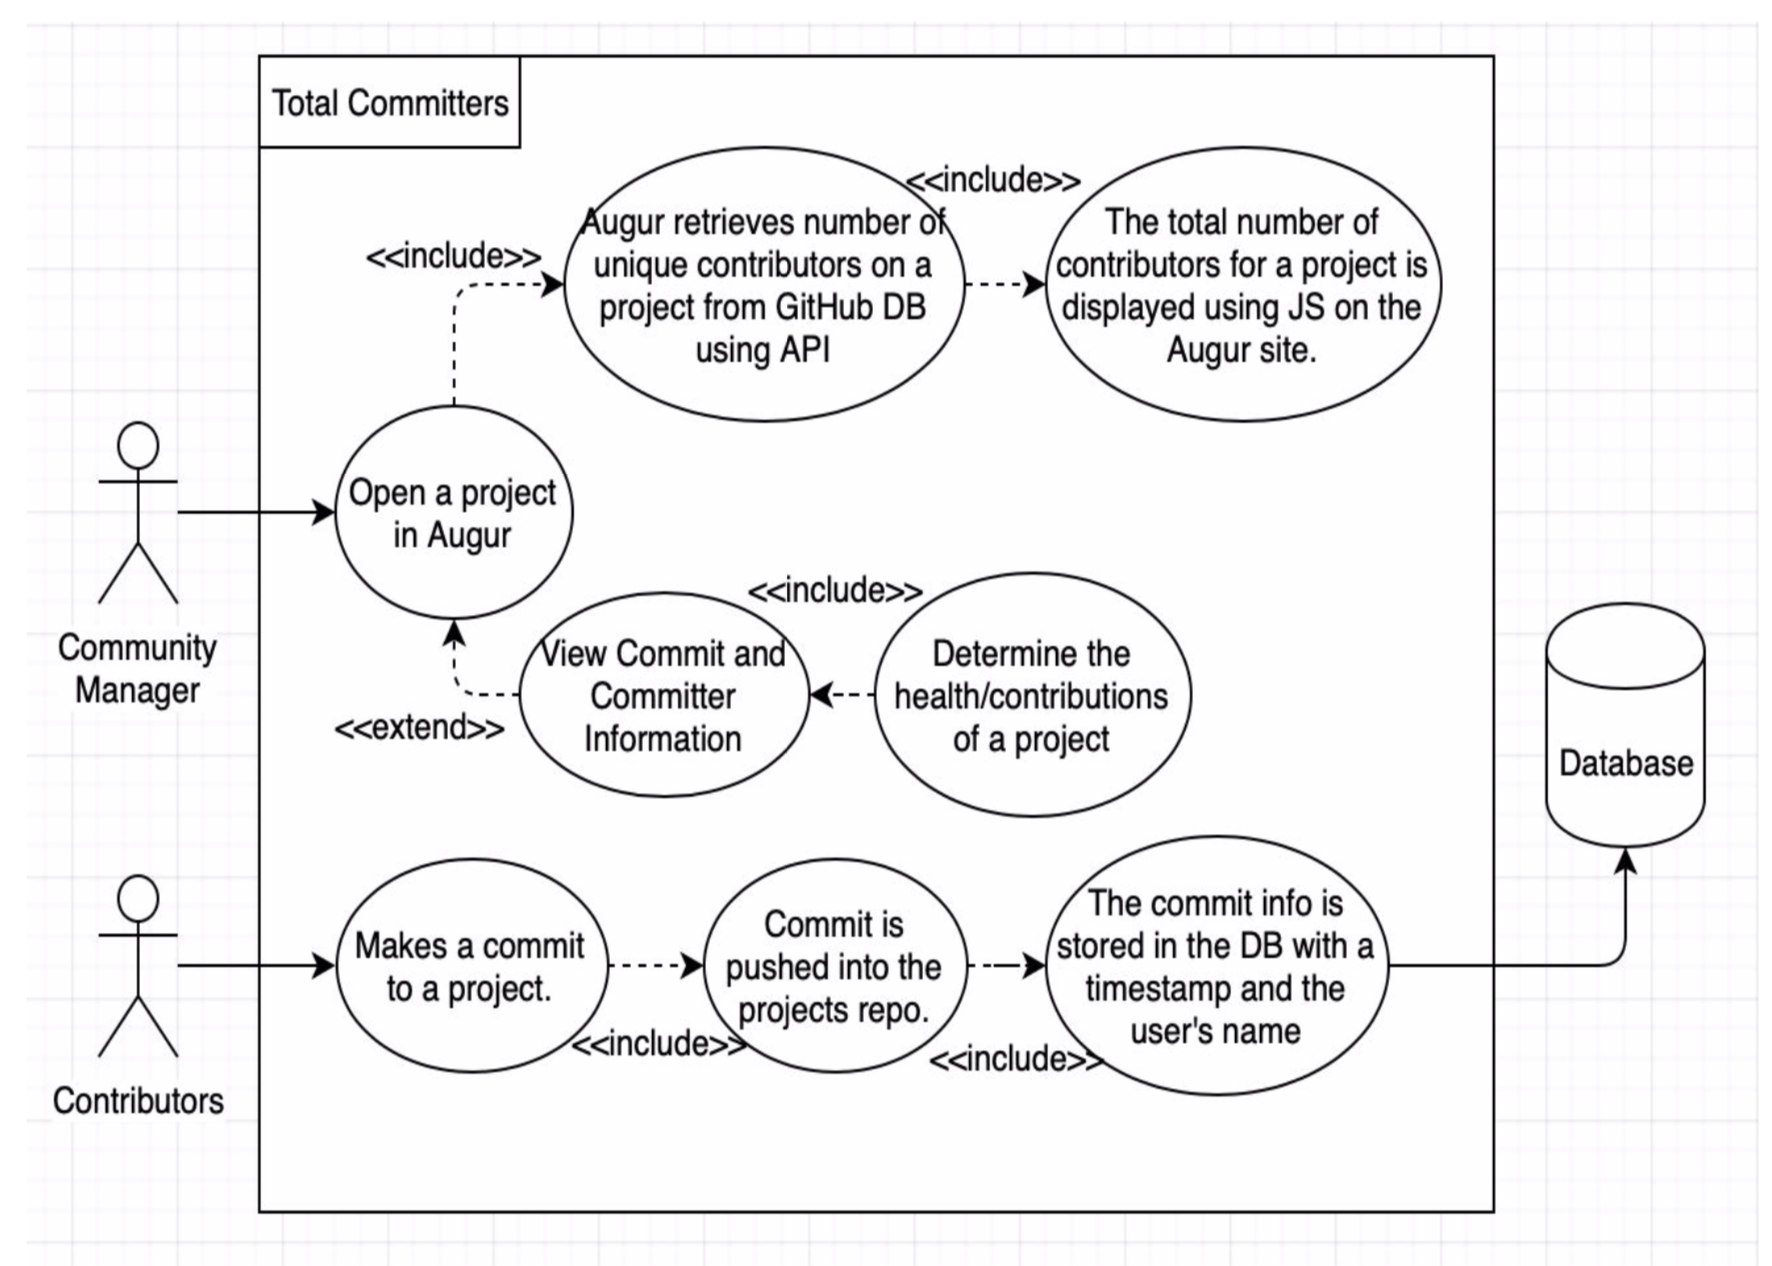 Total Committers
<<include>>
Augur retrieves number of
unique contributors on a
project from GitHub DB
using API
<<include>>
The total number of
contributors for a project is
displayed using JS on the
Augur site.
Open a project
in Augur
Community
Manager
<<extend>>
View Commit and
Committer
Information
<<include>>
Determine the
health/contributions
of a project
Database
Makes a commit
to a project.
<<include>>
Commit is
pushed into the
projects repo.
<<include>>
The commit info is
stored in the DB with a
timestamp and the
user's name
Contributors